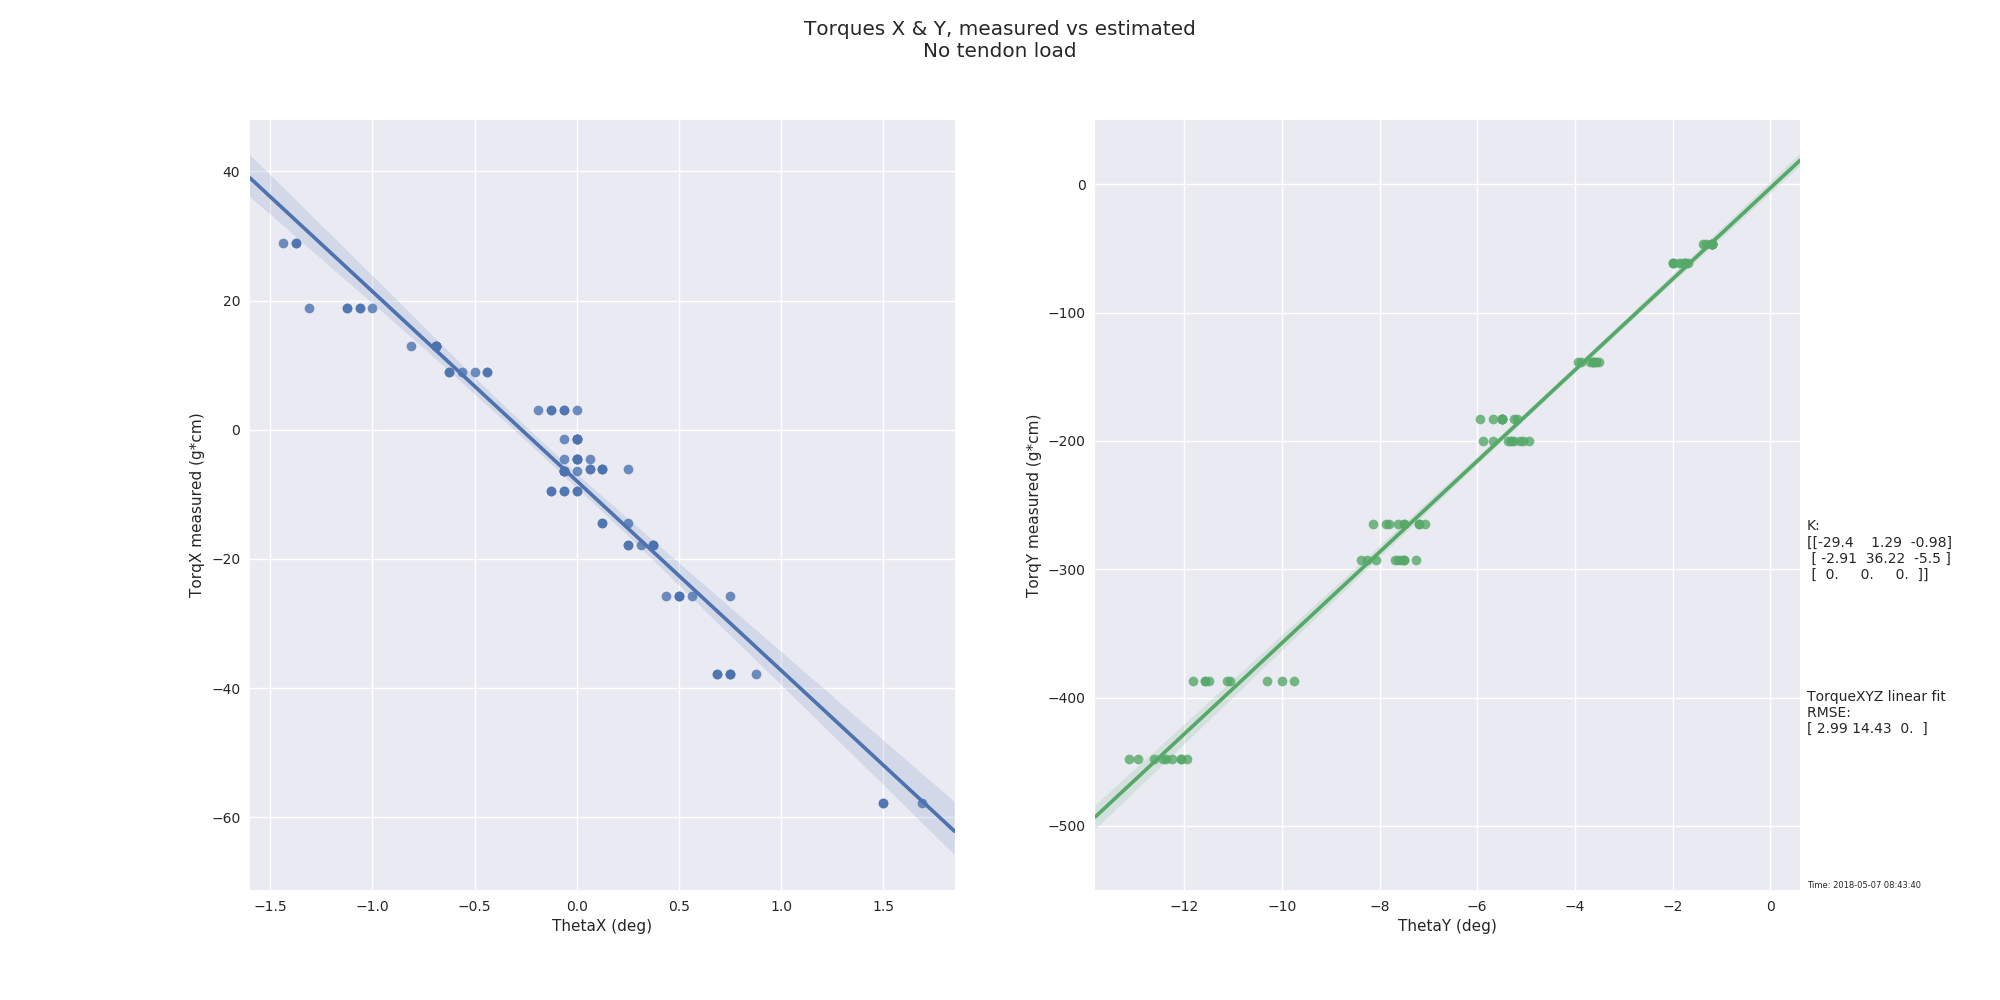 Torques X & Y, measured vs estimated
No tendon load
TorqX measured (g*cm)
40
20
0
−20
−40
−60
−1.5 −1.0 −0.5 0.0 0.5 1.0 1.5
ThetaX (deg)
TorqY measured (g*cm)
0
−100
−200
−300
−400
−500
−12 −10 −8 −6 −4 −2 0
ThetaY (deg)
K:
[[-29.4 1.29 -0.98]
[ -2.91 36.22 -5.5 ]
[ 0. 0. 0. ]]
TorqueXYZ linear fit
RMSE:
[ 2.99 14.43 0. ]
Time: 2018-05-07 08:43:40